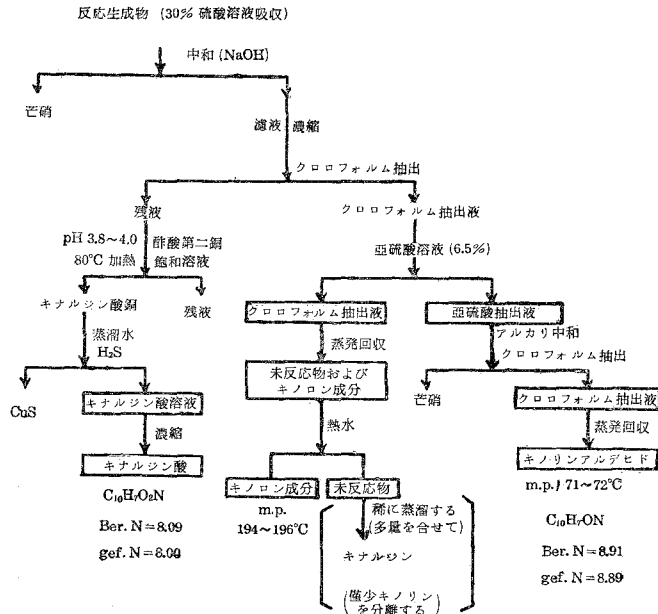 反応生成物 (30% 硫酸溶液吸収)
中和 (NaOH)
芒硝
濾液 濃縮
クロロフォルム抽出
残液
クロロフォルム抽出液
pH 3.8～4.0
80°C 加熱
酢酸第二銅
飽和溶液
亜硫酸溶液 (6.5%)
キナルジン酸銅
残液
クロロフォルム抽出液
亜硫酸抽出液
蒸溜水
H₂S
蒸発回収
アルカリ中和
クロロフォルム抽出
CuS
キナルジン酸溶液
未反応物および
キノロン成分
芒硝
クロロフォルム抽出液
濃縮
熱水
蒸発回収
キナルジン酸
キノロン成分
未反応物
キノリンアルデヒド
C₁₀H₇O₂N
Ber. N=8.09
gef. N=8.00
m.p.
194～196°C
稀に蒸溜する
(多量を合せて)
キナルジン
(僅少キノリン
を分離する)
m.p. 71～72°C
C₁₀H₇ON
Ber. N=8.91
gef. N=8.89